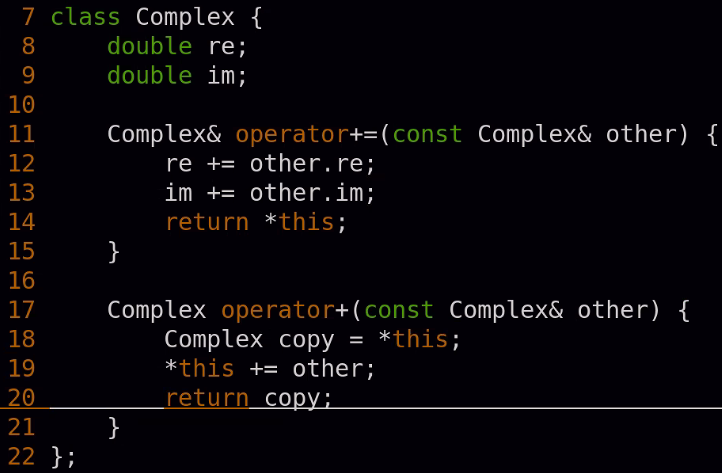 7 class Complex {
8     double re;
9     double im;
10
11     Complex& operator+=(const Complex& other) {
12         re += other.re;
13         im += other.im;
14         return *this;
15     }
16
17     Complex operator+(const Complex& other) {
18         Complex copy = *this;
19         *this += other;
20         return copy;
21     }
22 };